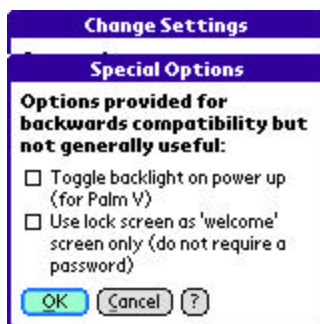 Change Settings
Special Options
Options provided for
backwards compatibility but
not generally useful:
Toggle backlight on power up
(for Palm V)
Use lock screen as 'welcome'
screen only (do not require a
password)
OK Cancel ?